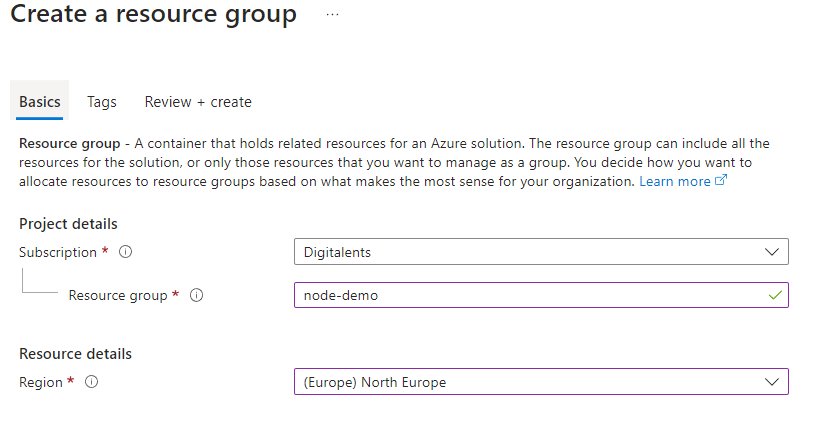 Create a resource group ...
Basics Tags Review + create
Resource group - A container that holds related resources for an Azure solution. The resource group can include all the
resources for the solution, or only those resources that you want to manage as a group. You decide how you want to
allocate resources to resource groups based on what makes the most sense for your organization. Learn more
Project details
Subscription * Digitalents
Resource group * node-demo
Resource details
Region * (Europe) North Europe